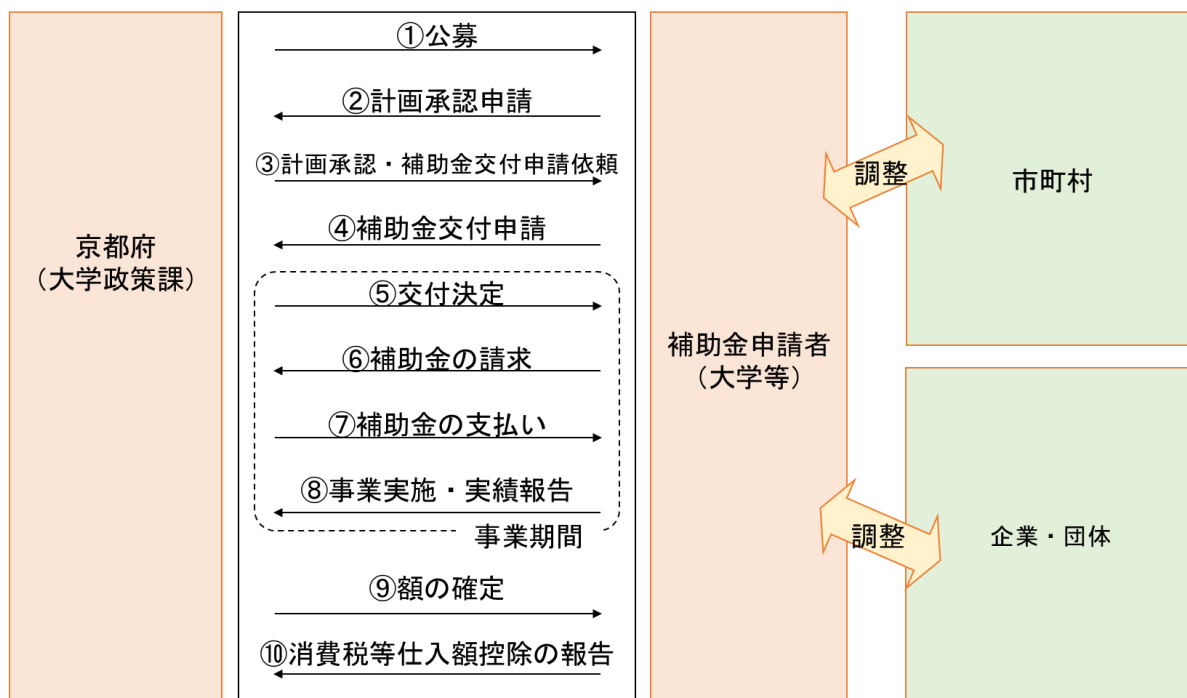 京都府
(大学政策課)
①公募
②計画承認申請
③計画承認・補助金交付申請依頼
④補助金交付申請
⑤交付決定
⑥補助金の請求
⑦補助金の支払い
⑧事業実施・実績報告
事業期間
⑨額の確定
⑩消費税等仕入額控除の報告
補助金申請者
(大学等)
調整
市町村
調整
企業・団体